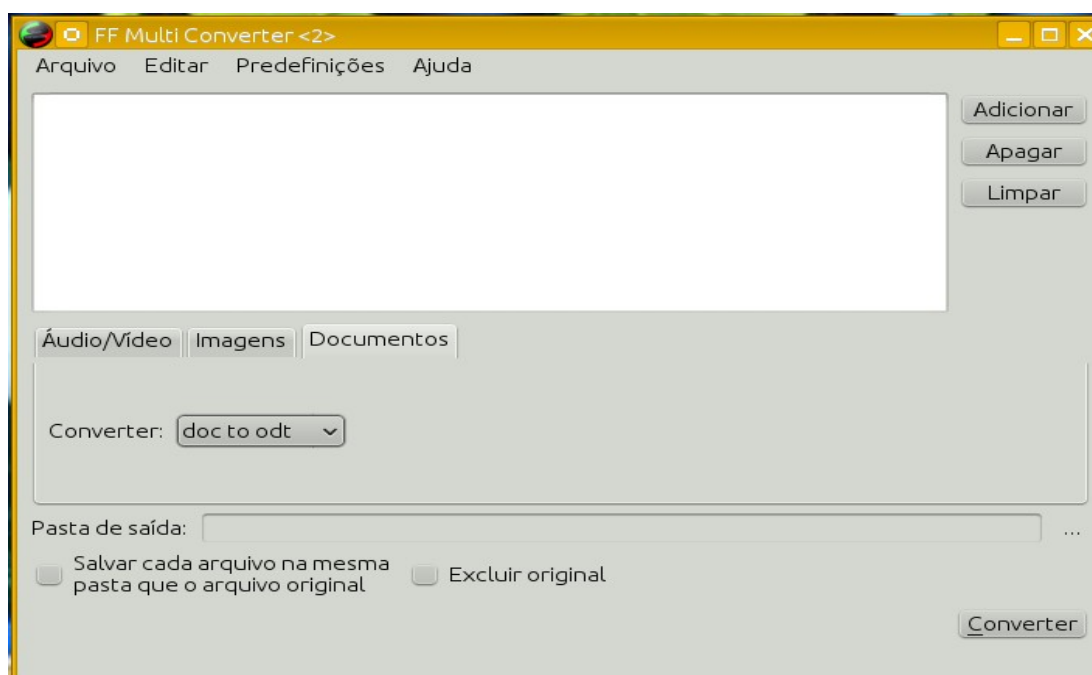 FF Multi Converter <2>
Arquivo Editar Predefinições Ajuda
Adicionar
Apagar
Limpar
Áudio/Vídeo Imagens Documentos
Converter: doc to odt
Pasta de saída: ...
Salvar cada arquivo na mesma
pasta que o arquivo original
Excluir original
Converter